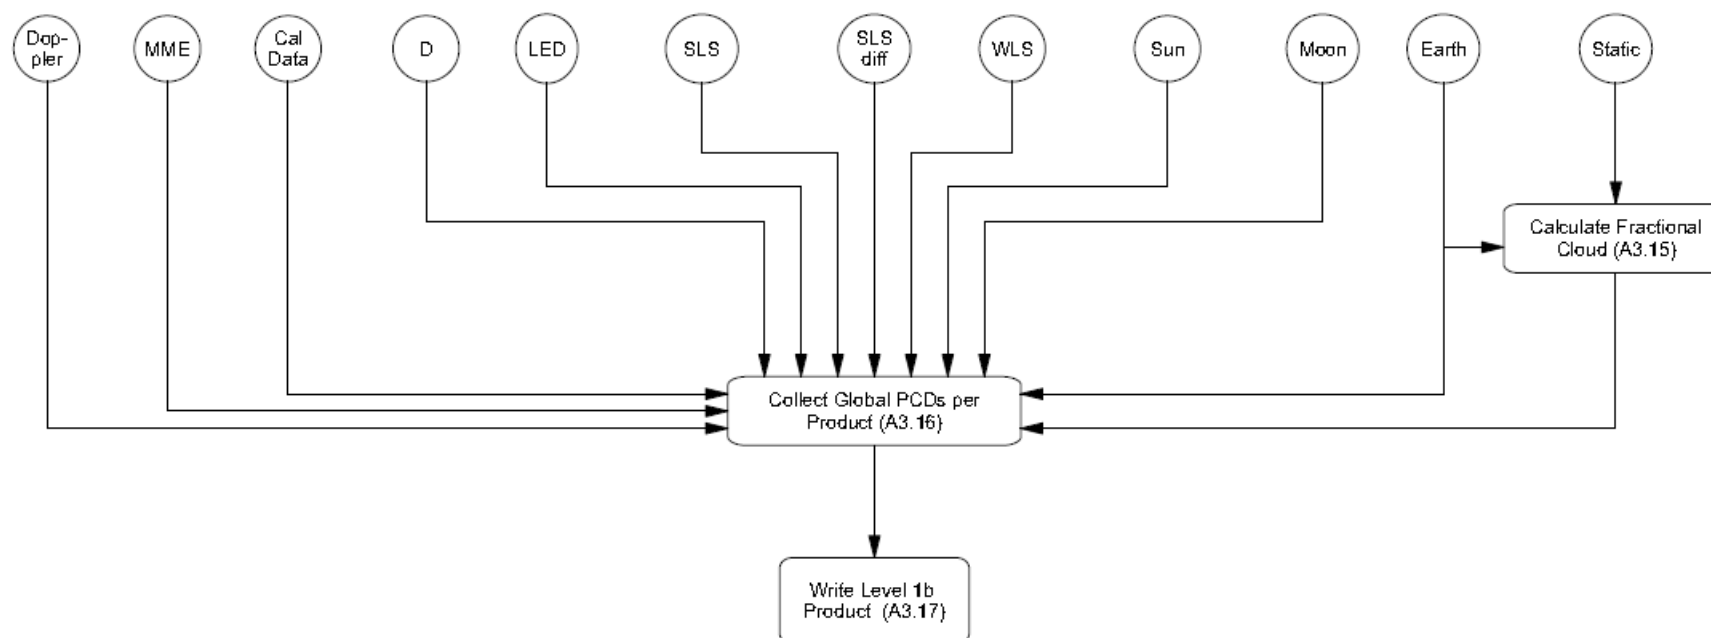 Dop-
pler
MME
Cal
Data
D
LED
SLS
SLS
diff
WLS
Sun
Moon
Earth
Static
Calculate Fractional
Cloud (A3.15)
Collect Global PCDs per
Product (A3.16)
Write Level 1b
Product (A3.17)